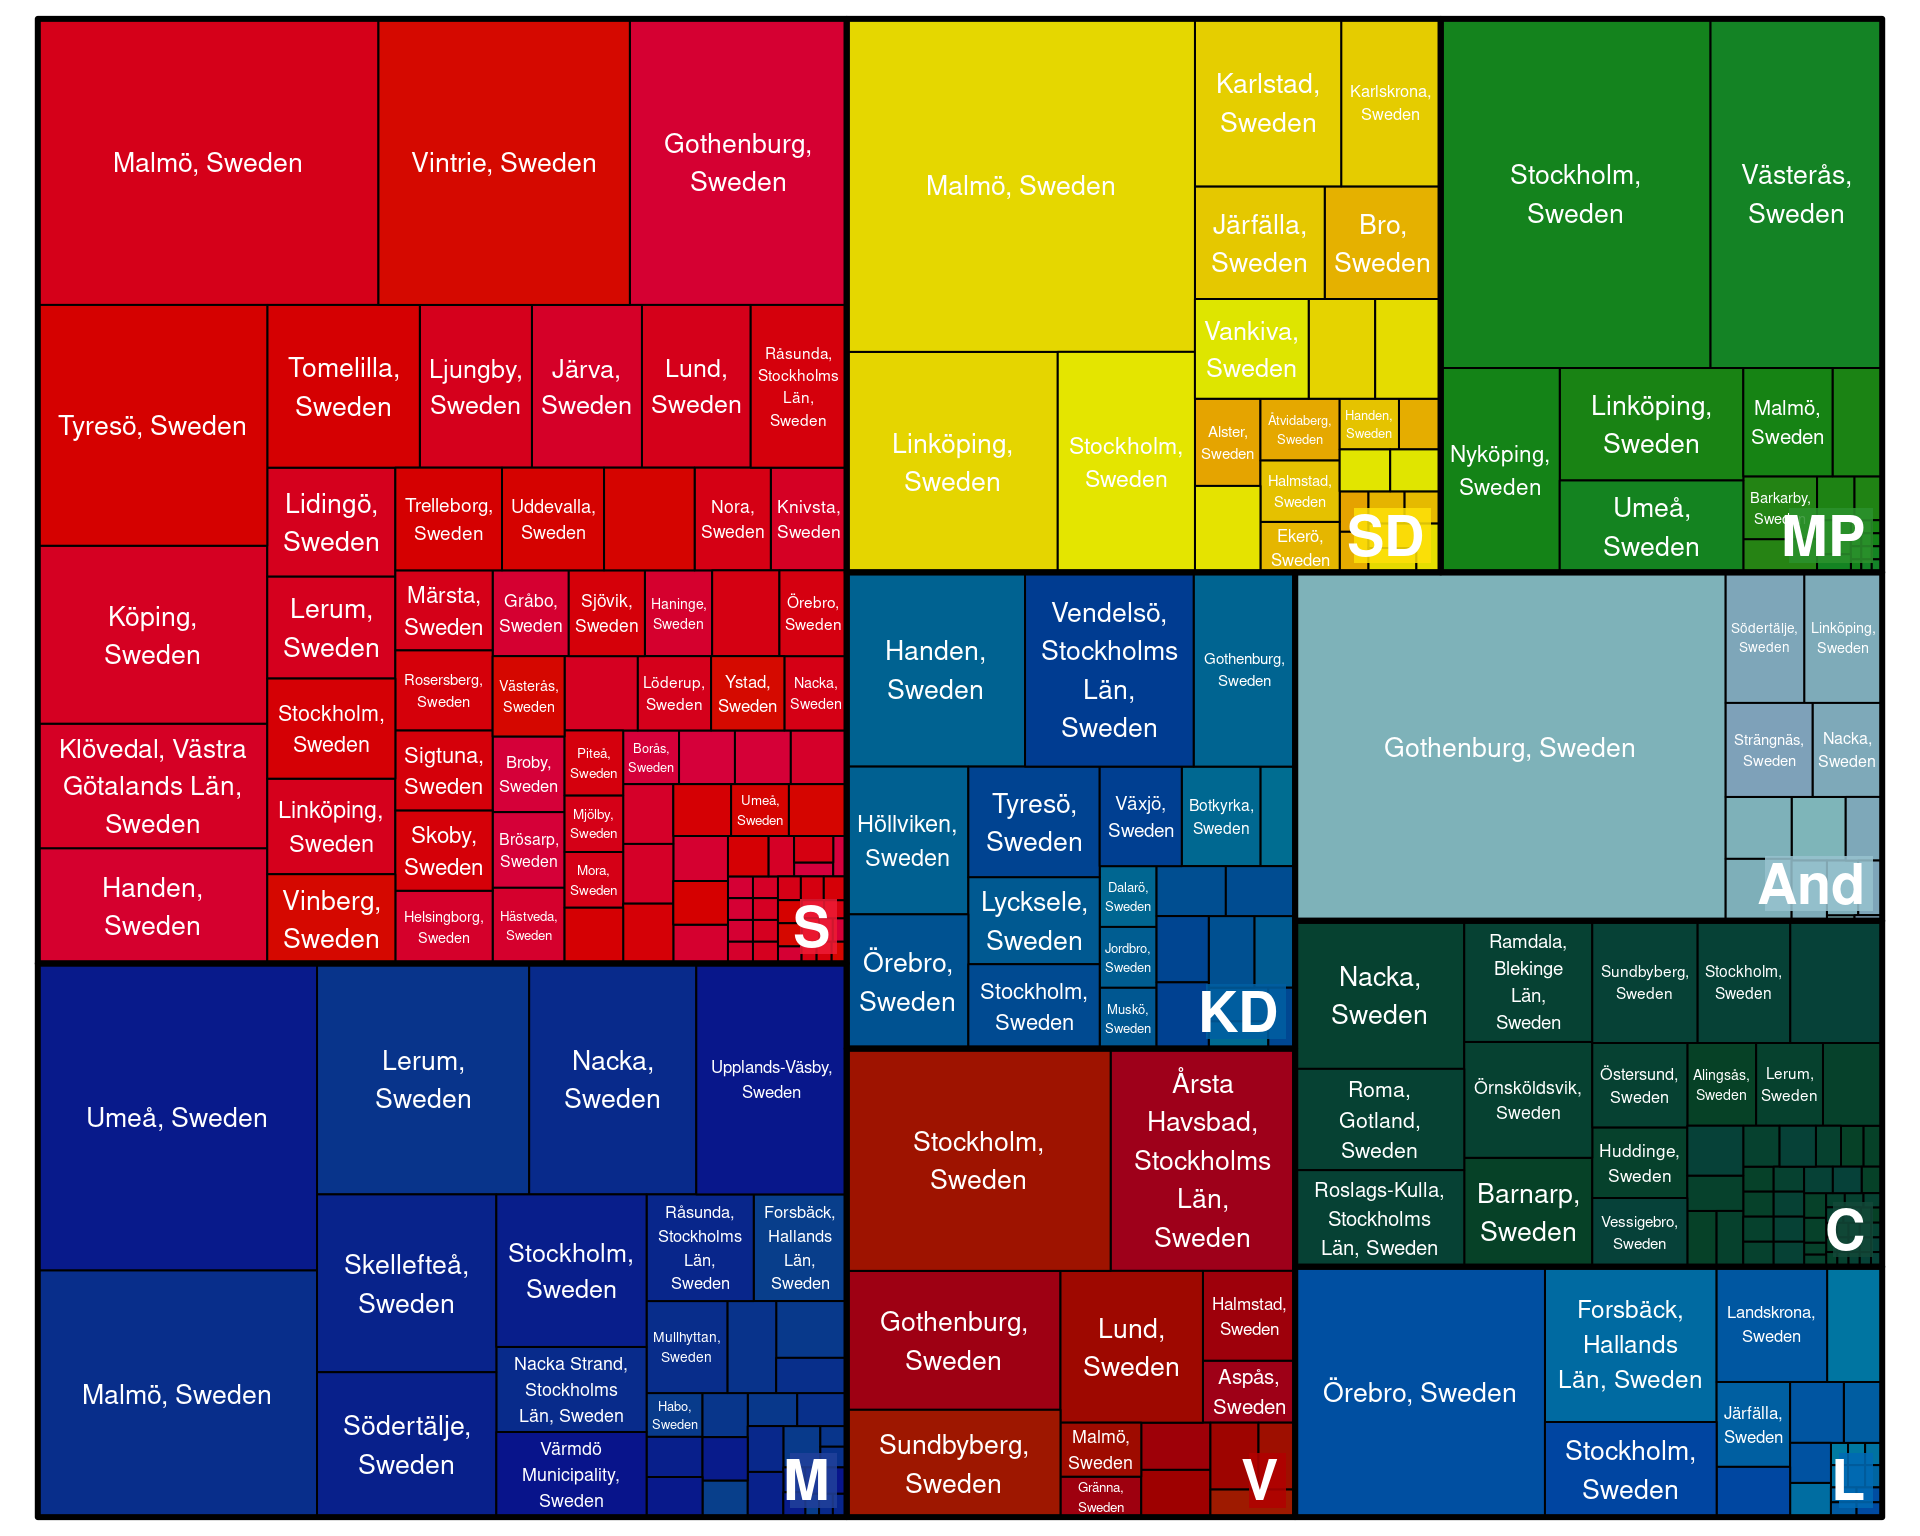 Malmö, Sweden
Vintrie, Sweden
Gothenburg,
Sweden
Tyresö, Sweden
Tomelilla,
Sweden
Ljungby,
Sweden
Järva,
Sweden
Lund,
Sweden
Råsunda,
Stockholms
Län,
Sweden
Lidingö,
Sweden
Trelleborg,
Sweden
Uddevalla,
Sweden
Nora,
Sweden
Knivsta,
Sweden
Köping,
Sweden
Lerum,
Sweden
Märsta,
Sweden
Gråbo,
Sweden
Sjövik,
Sweden
Haninge,
Sweden
Örebro,
Sweden
Stockholm,
Sweden
Rosersberg,
Sweden
Västerås,
Sweden
Löderup,
Sweden
Ystad,
Sweden
Nacka,
Sweden
Klövedal, Västra
Götalands Län,
Sweden
Linköping,
Sweden
Sigtuna,
Sweden
Broby,
Sweden
Piteå,
Sweden
Borås,
Sweden
Umeå,
Sweden
Mjölby,
Sweden
Skoby,
Sweden
Brösarp,
Sweden
Mora,
Sweden
Handen,
Sweden
Vinberg,
Sweden
Helsingborg,
Sweden
Hästveda,
Sweden
S
Malmö, Sweden
Karlstad,
Sweden
Karlskrona,
Sweden
Järfälla,
Sweden
Bro,
Sweden
Vankiva,
Sweden
Linköping,
Sweden
Stockholm,
Sweden
Alster,
Sweden
Åtvidaberg,
Sweden
Handen,
Sweden
Halmstad,
Sweden
Ekerö,
Sweden
SD
Stockholm,
Sweden
Västerås,
Sweden
Nyköping,
Sweden
Linköping,
Sweden
Malmö,
Sweden
Umeå,
Sweden
Barkarby,
Sweden
MP
Handen,
Sweden
Vendelsö,
Stockholms
Län,
Sweden
Gothenburg,
Sweden
Höllviken,
Sweden
Tyresö,
Sweden
Växjö,
Sweden
Botkyrka,
Sweden
Lycksele,
Sweden
Dalarö,
Sweden
Örebro,
Sweden
Stockholm,
Sweden
Jordbro,
Sweden
Muskö,
Sweden
KD
Gothenburg, Sweden
Södertälje,
Sweden
Linköping,
Sweden
Strängnäs,
Sweden
Nacka,
Sweden
And
Nacka,
Sweden
Ramdala,
Blekinge
Län,
Sweden
Sundbyberg,
Sweden
Stockholm,
Sweden
Roma,
Gotland,
Sweden
Örnsköldsvik,
Sweden
Östersund,
Sweden
Alingsås,
Sweden
Lerum,
Sweden
Huddinge,
Sweden
Roslags-Kulla,
Stockholms
Län, Sweden
Barnarp,
Sweden
Vessigebro,
Sweden
C
Umeå, Sweden
Lerum,
Sweden
Nacka,
Sweden
Upplands-Väsby,
Sweden
Malmö, Sweden
Skellefteå,
Sweden
Stockholm,
Sweden
Råsunda,
Stockholms
Län,
Sweden
Forsbäck,
Hallands
Län,
Sweden
Mullhyttan,
Sweden
Nacka Strand,
Stockholms
Län, Sweden
Habo,
Sweden
Södertälje,
Sweden
Värmdö
Municipality,
Sweden
M
Stockholm,
Sweden
Årsta
Havsbad,
Stockholms
Län,
Sweden
Gothenburg,
Sweden
Lund,
Sweden
Halmstad,
Sweden
Aspås,
Sweden
Sundbyberg,
Sweden
Malmö,
Sweden
Gränna,
Sweden
V
Örebro, Sweden
Forsbäck,
Hallands
Län, Sweden
Landskrona,
Sweden
Järfälla,
Sweden
Stockholm,
Sweden
L